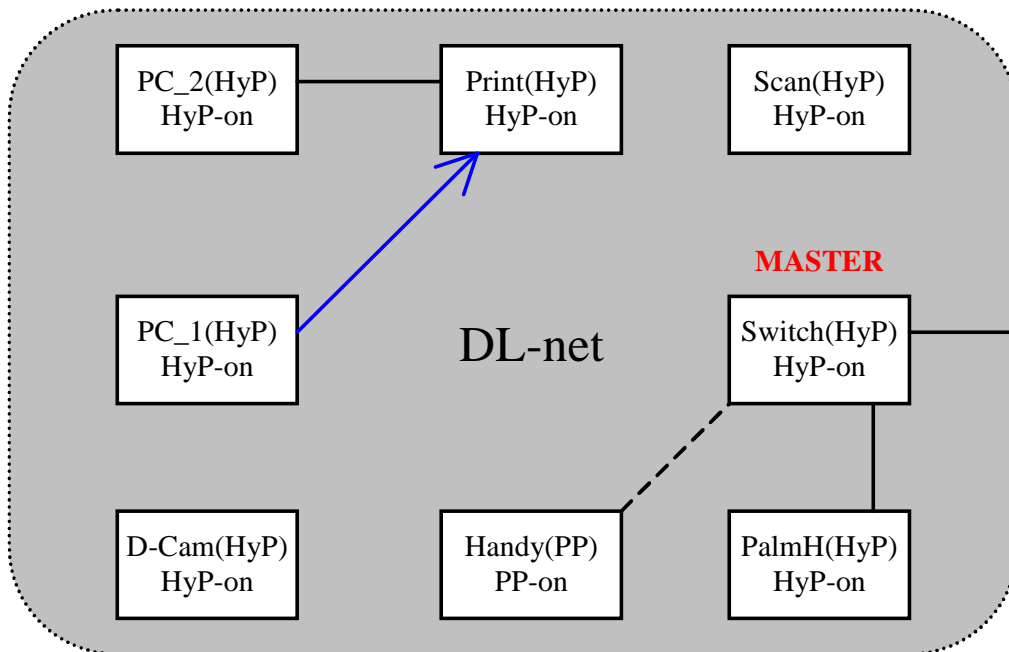 PC_2(HyP)
HyP-on
Print(HyP)
HyP-on
Scan(HyP)
HyP-on
MASTER
PC_1(HyP)
HyP-on
DL-net
Switch(HyP)
HyP-on
D-Cam(HyP)
HyP-on
Handy(PP)
PP-on
PalmH(HyP)
HyP-on